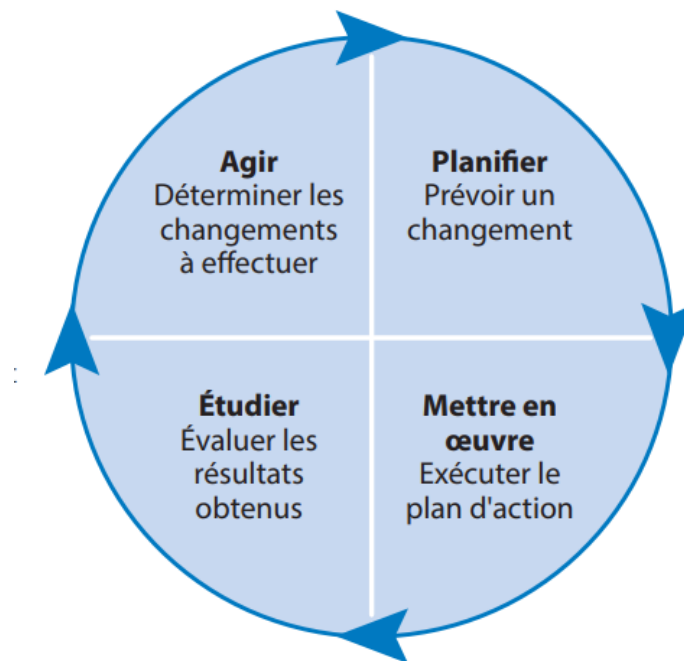 Agir
Déterminer les
changements
à effectuer
Planifier
Prévoir un
changement
Étudier
Évaluer les
résultats
obtenus
Mettre en
œuvre
Exécuter le
plan d'action